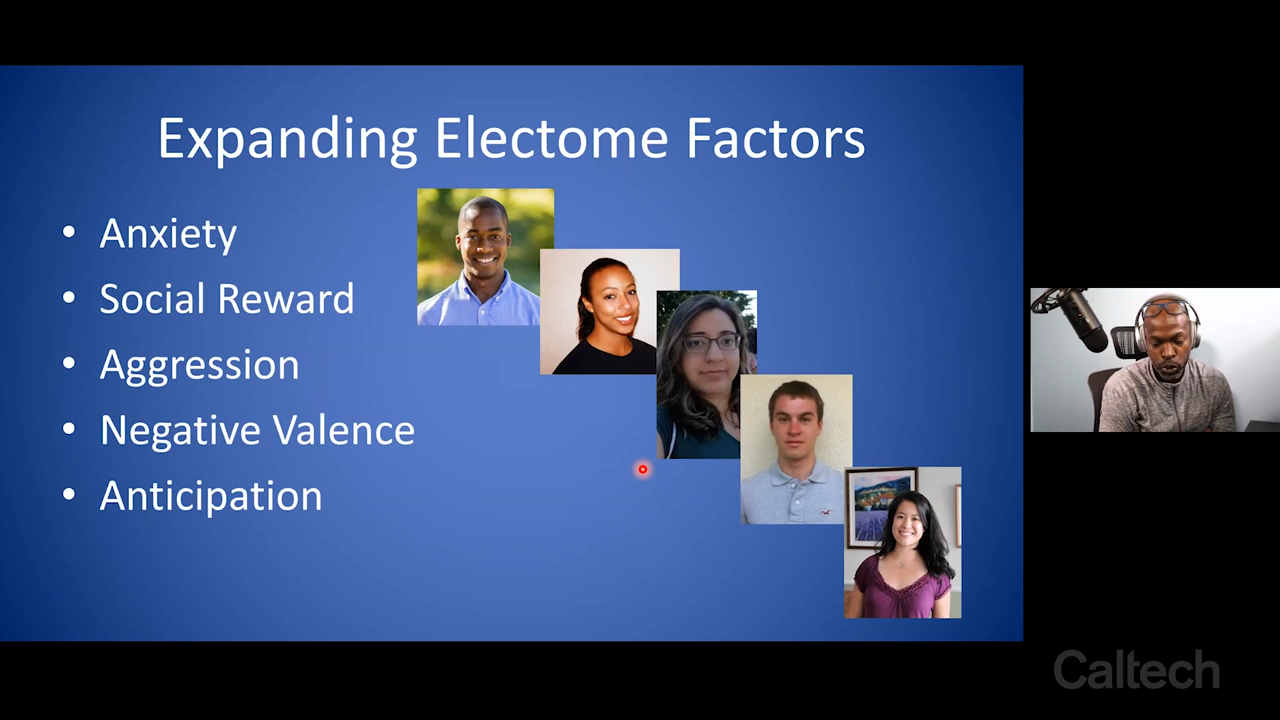 Expanding Electome Factors
• Anxiety
• Social Reward
• Aggression
• Negative Valence
• Anticipation
Caltech